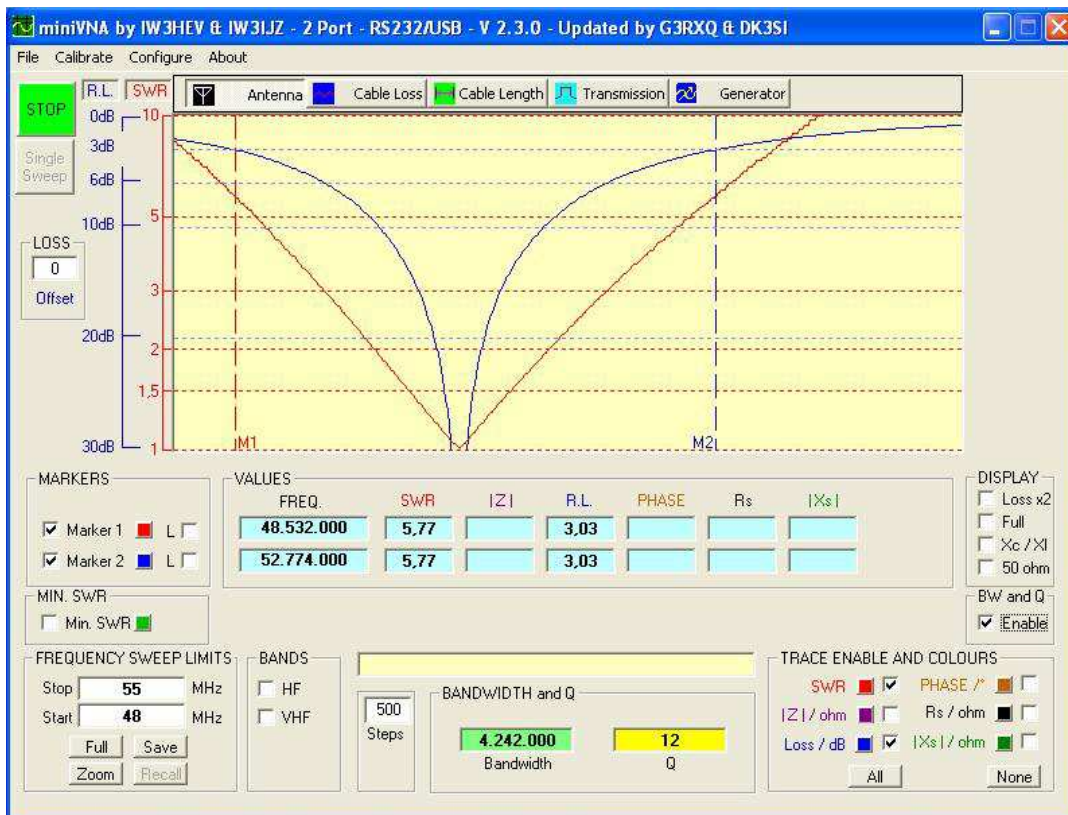 miniVNA by IW3HEV & IW3IJZ - 2 Port - RS232/USB - V 2.3.0 - Updated by G3RXQ & DK3SI
File Calibrate Configure About
STOP
Single Sweep
R.L. SWR
Antenna Cable Loss Cable Length Transmission Generator
0dB 10
3dB
6dB
5
10dB
3
20dB
2
1,5
30dB 1
LOSS
0
Offset
M1 M2
MARKERS
Marker 1 L
Marker 2 L
VALUES
FREQ. SWR |Z| R.L. PHASE Rs |Xs|
48.532.000 5,77 3,03
52.774.000 5,77 3,03
DISPLAY
Loss x2
Full
Xc / Xl
50 ohm
MIN. SWR
Min. SWR
BW and Q
Enable
FREQUENCY SWEEP LIMITS
Stop 55 MHz
Start 48 MHz
Full Save
Zoom Recall
BANDS
HF
VHF
500
Steps
BANDWIDTH and Q
4.242.000 12
Bandwidth Q
TRACE ENABLE AND COLOURS
SWR PHASE /°
|Z| / ohm Rs / ohm
Loss / dB |Xs| / ohm
All None